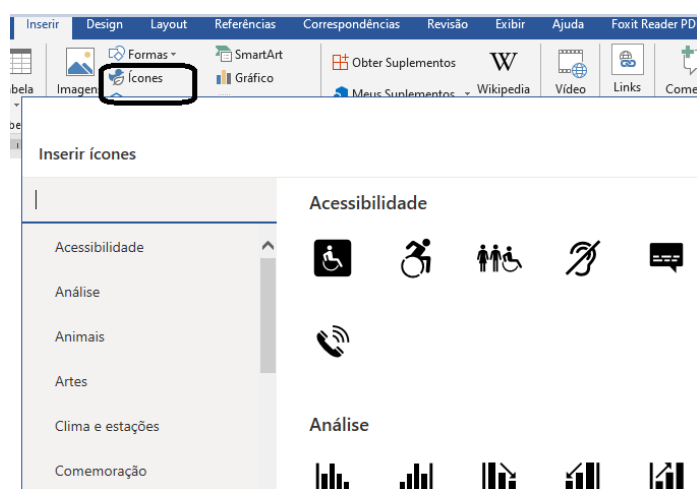 Inserir Design Layout Referências Correspondências Revisão Exibir Ajuda Foxit Reader PD
Formas
SmartArt
Obter Suplementos
W
Ícones
Gráfico
bela Imagen
Meus Suplementos
Wikipedia Vídeo Links Come
be
Inserir ícones
Acessibilidade
Acessibilidade
Análise
Animais
Artes
Clima e estações
Análise
Comemoração